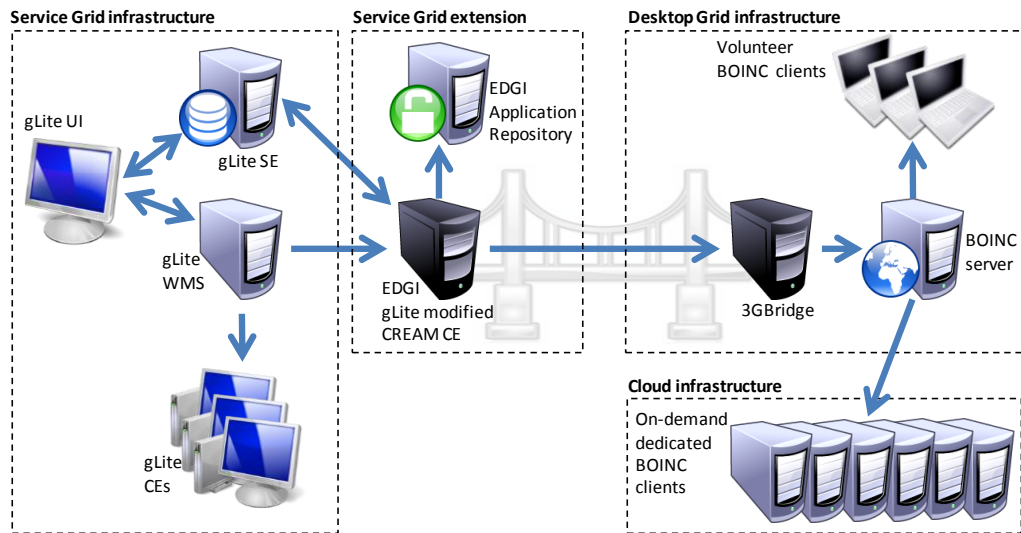 Service Grid infrastructure
Service Grid extension
Desktop Grid infrastructure
gLite UI
gLite SE
gLite
WMS
gLite
CEs
EDGI
Application
Repository
EDGI
gLite modified
CREAM CE
Volunteer
BOINC clients
3GBridge
BOINC
server
Cloud infrastructure
On-demand
dedicated
BOINC
clients